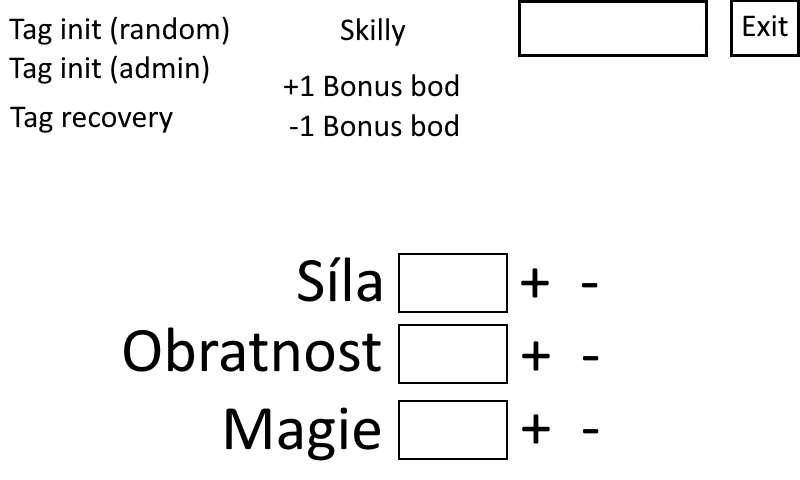 Tag init (random)
Tag init (admin)
Tag recovery
Skilly
+1 Bonus bod
-1 Bonus bod
Exit
Síla + -
Obratnost + -
Magie + -